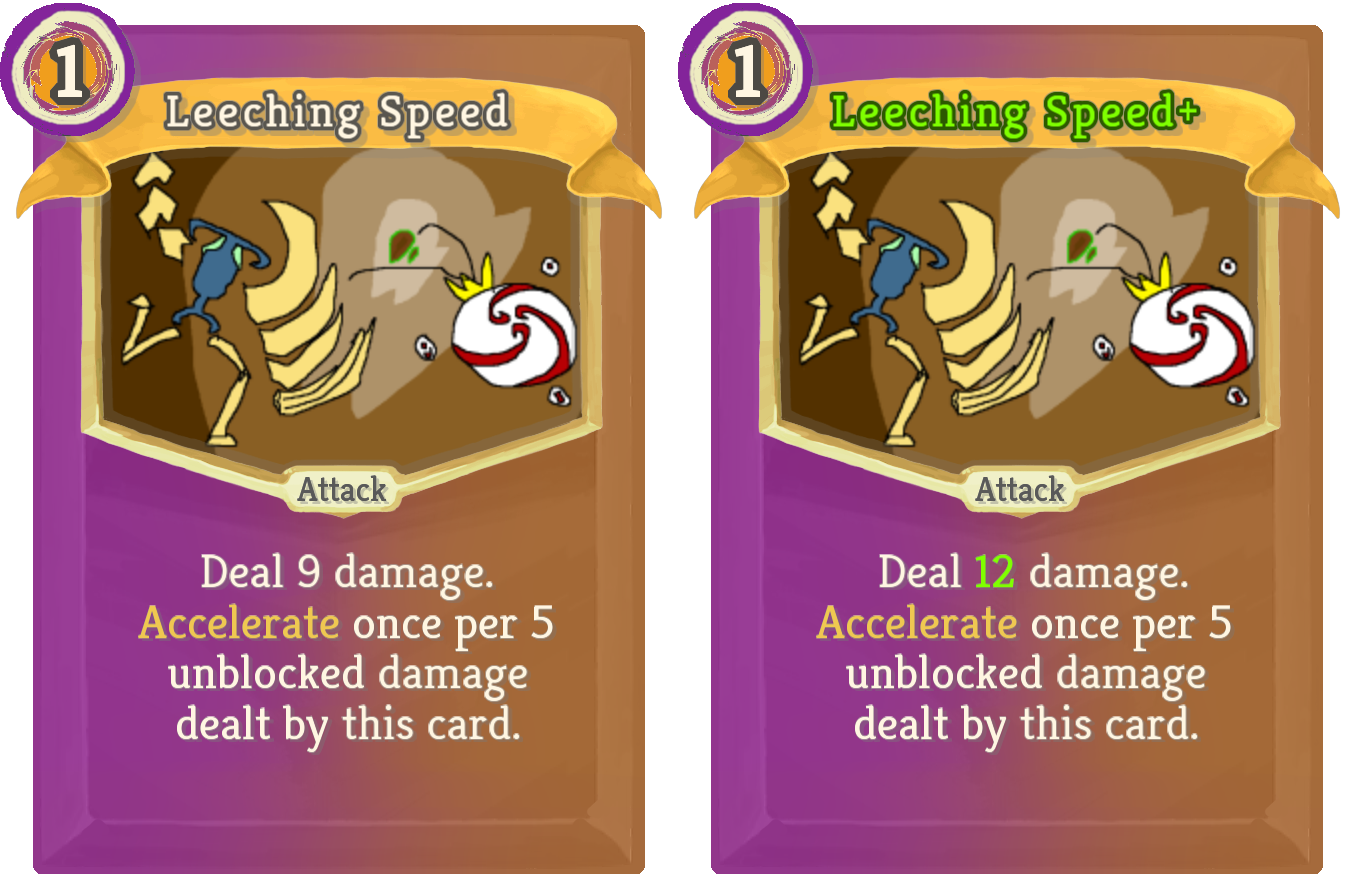 1
Leeching Speed
Attack
Deal 9 damage.
Accelerate once per 5
unblocked damage
dealt by this card.
1
Leeching Speed+
Attack
Deal 12 damage.
Accelerate once per 5
unblocked damage
dealt by this card.